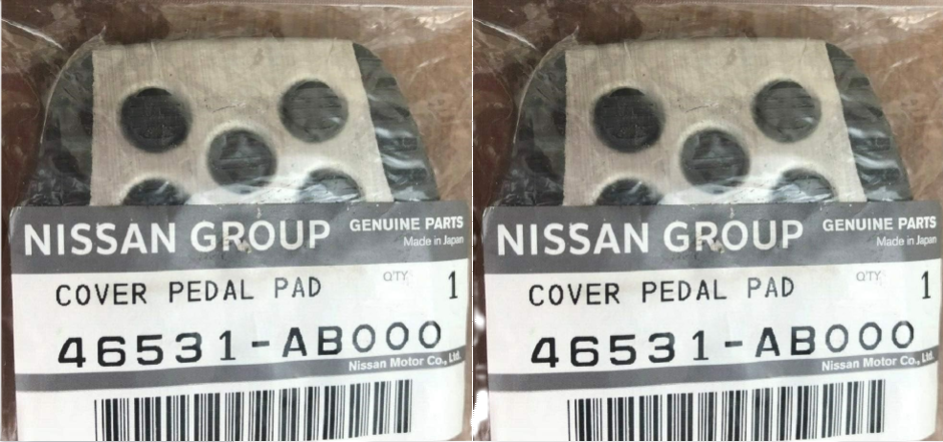 NISSAN GROUP GENUINE PARTS
Made in Japan
COVER PEDAL PAD QTY. 1
46531-AB000
Nissan Motor Co., Ltd.
NISSAN GROUP GENUINE PARTS
Made in Japan
COVER PEDAL PAD QTY. 1
46531-AB000
Nissan Motor Co., Ltd.